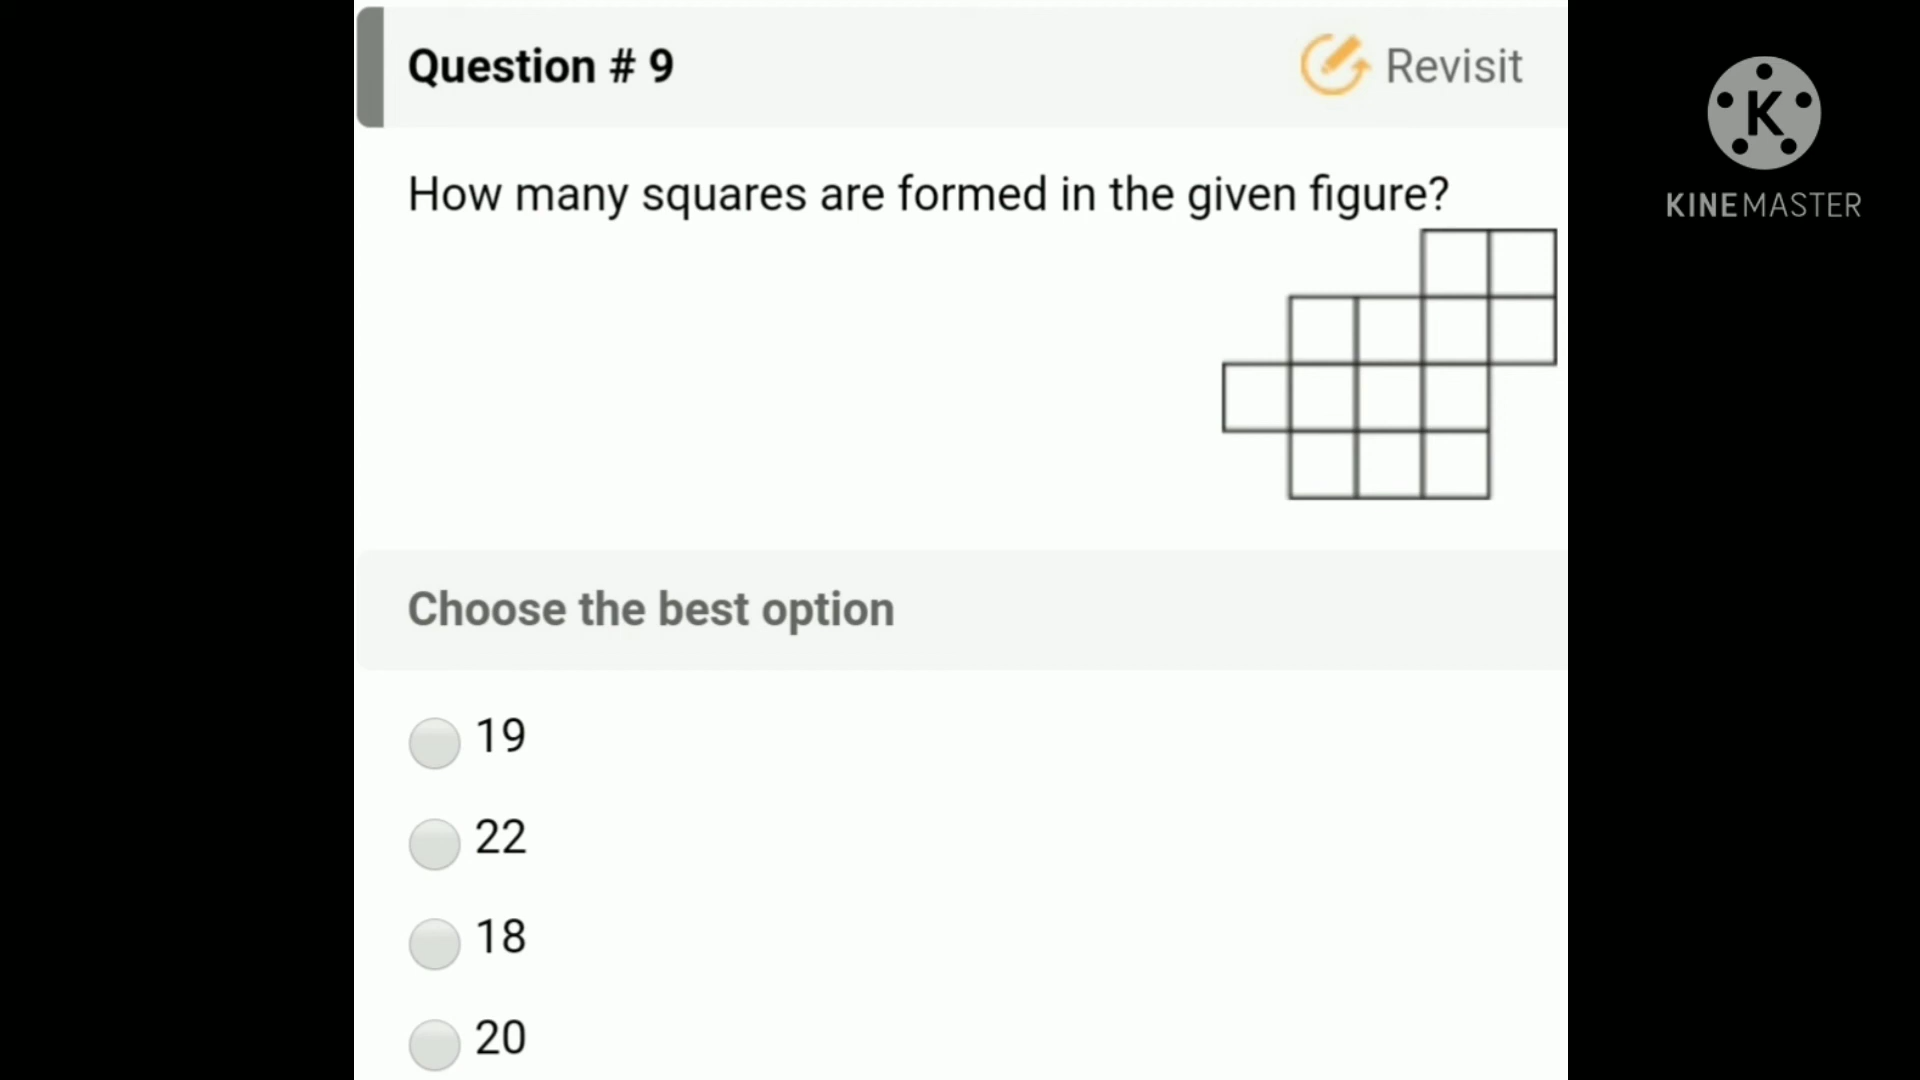 Question # 9
Revisit
K
KINEMASTER
How many squares are formed in the given figure?
Choose the best option
19
22
18
20